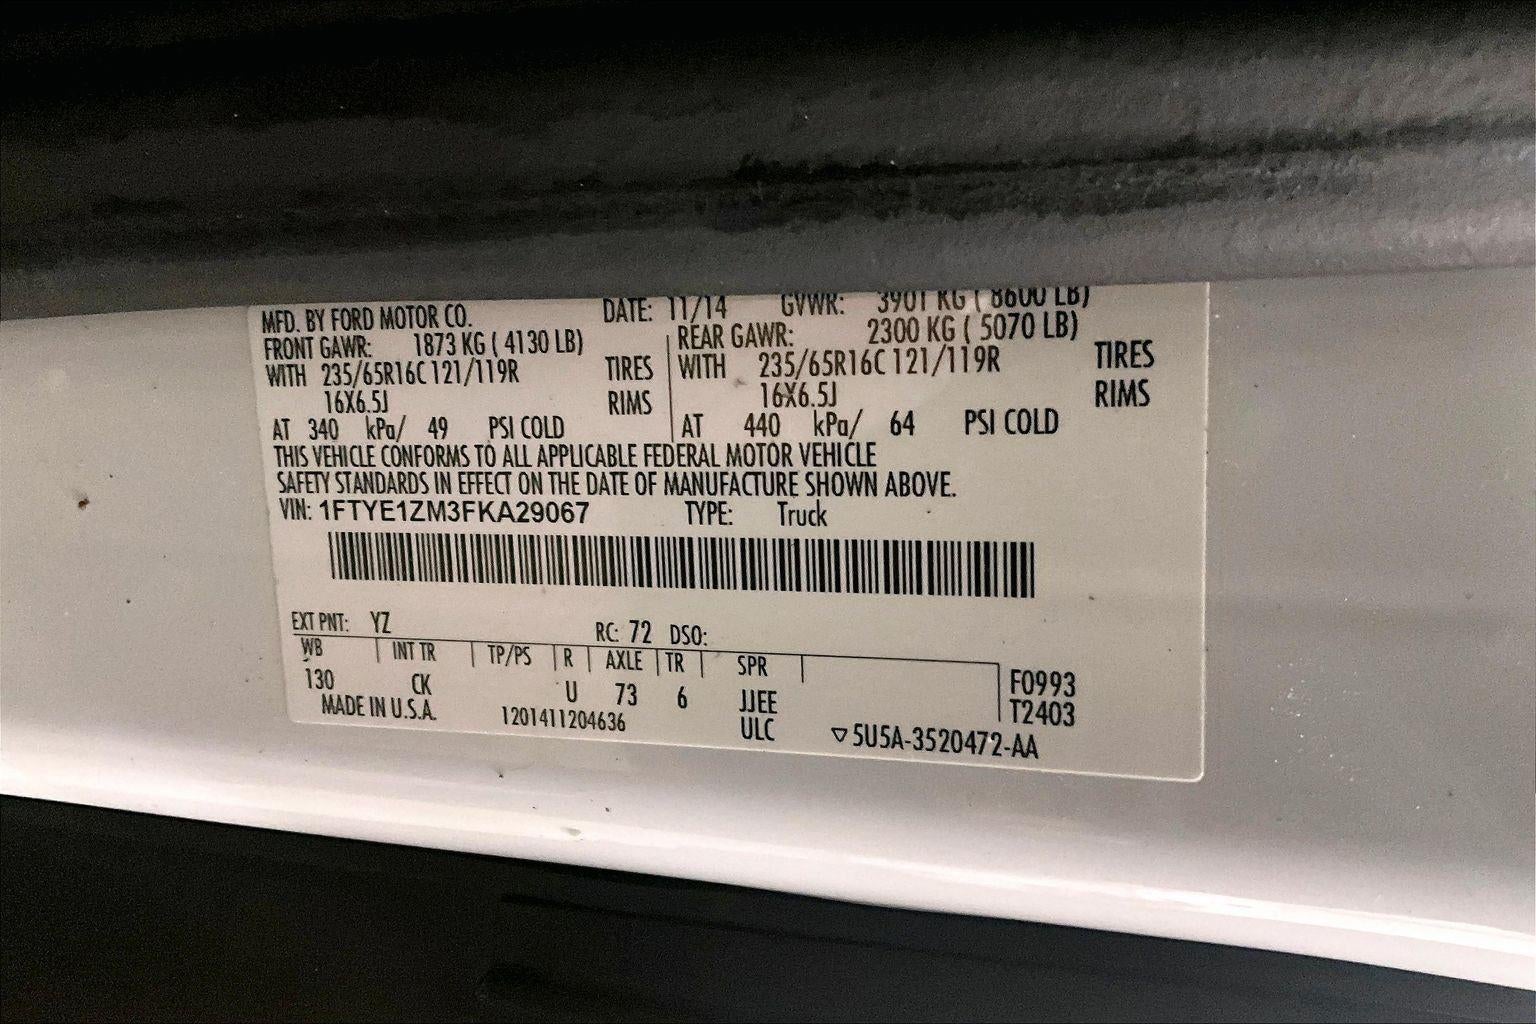 MFD. BY FORD MOTOR CO. DATE: 11/14 GVWR: 3901 KG ( 8600 LB)
FRONT GAWR: 1873 KG ( 4130 LB) REAR GAWR: 2300 KG ( 5070 LB)
WITH 235/65R16C 121/119R TIRES WITH 235/65R16C 121/119R TIRES
16X6.5J RIMS 16X6.5J RIMS
AT 340 kPa/ 49 PSI COLD AT 440 kPa/ 64 PSI COLD
THIS VEHICLE CONFORMS TO ALL APPLICABLE FEDERAL MOTOR VEHICLE
SAFETY STANDARDS IN EFFECT ON THE DATE OF MANUFACTURE SHOWN ABOVE.
VIN: 1FTYE1ZM3FKA29067 TYPE: Truck
EXT PNT: YZ RC: 72 DSO:
WB INT TR TP/PS R AXLE TR SPR
130 CK U 73 6 JJEE F0993
MADE IN U.S.A. 1201411204636 ULC T2403
▽5U5A-3520472-AA